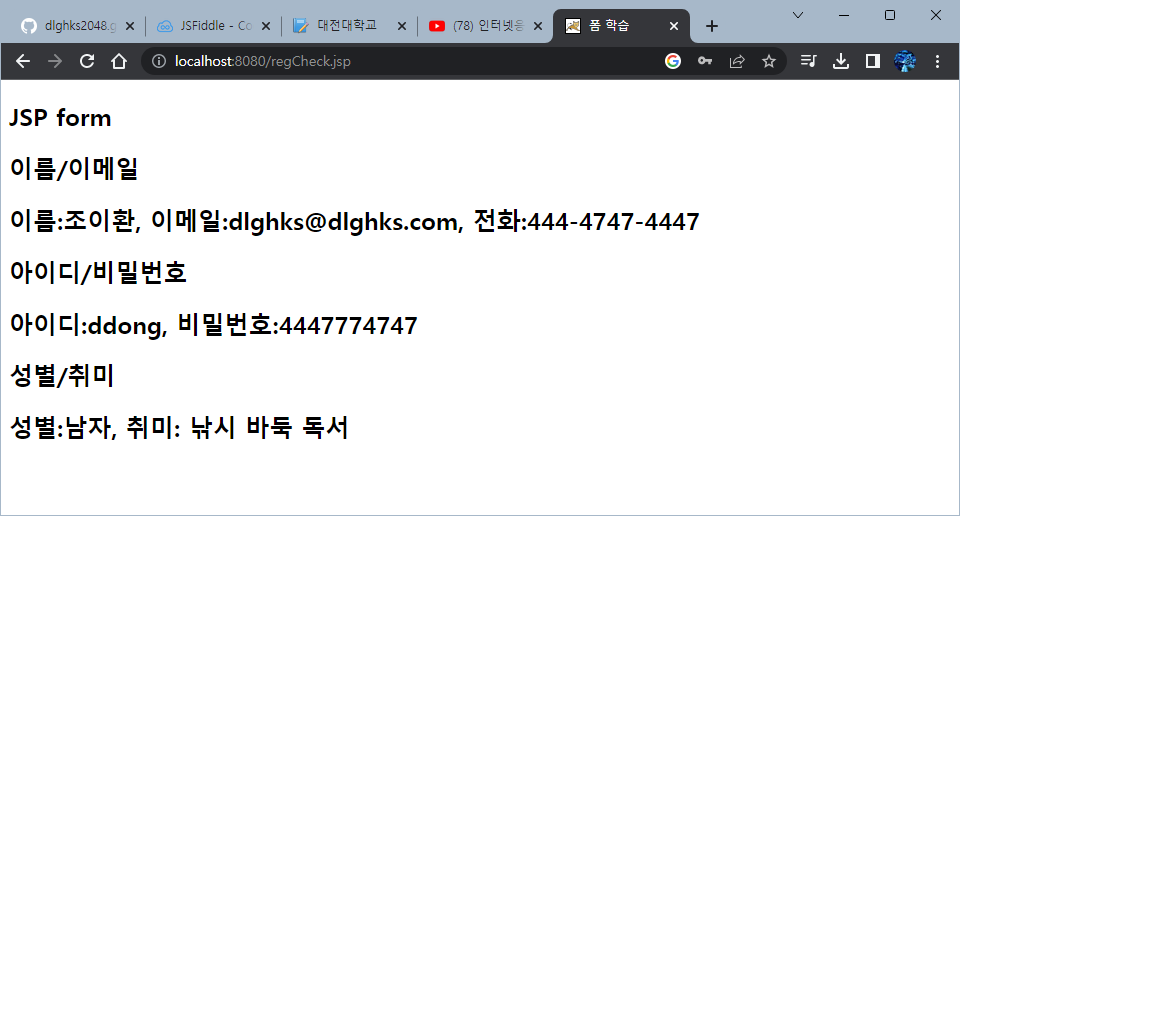 dlghks2048.g
JSFiddle - Co
대전대학교
(78) 인터넷응
폼 학습
localhost:8080/regCheck.jsp
JSP form
이름/이메일
이름:조이환, 이메일:dlghks@dlghks.com, 전화:444-4747-4447
아이디/비밀번호
아이디:ddong, 비밀번호:4447774747
성별/취미
성별:남자, 취미: 낚시 바둑 독서